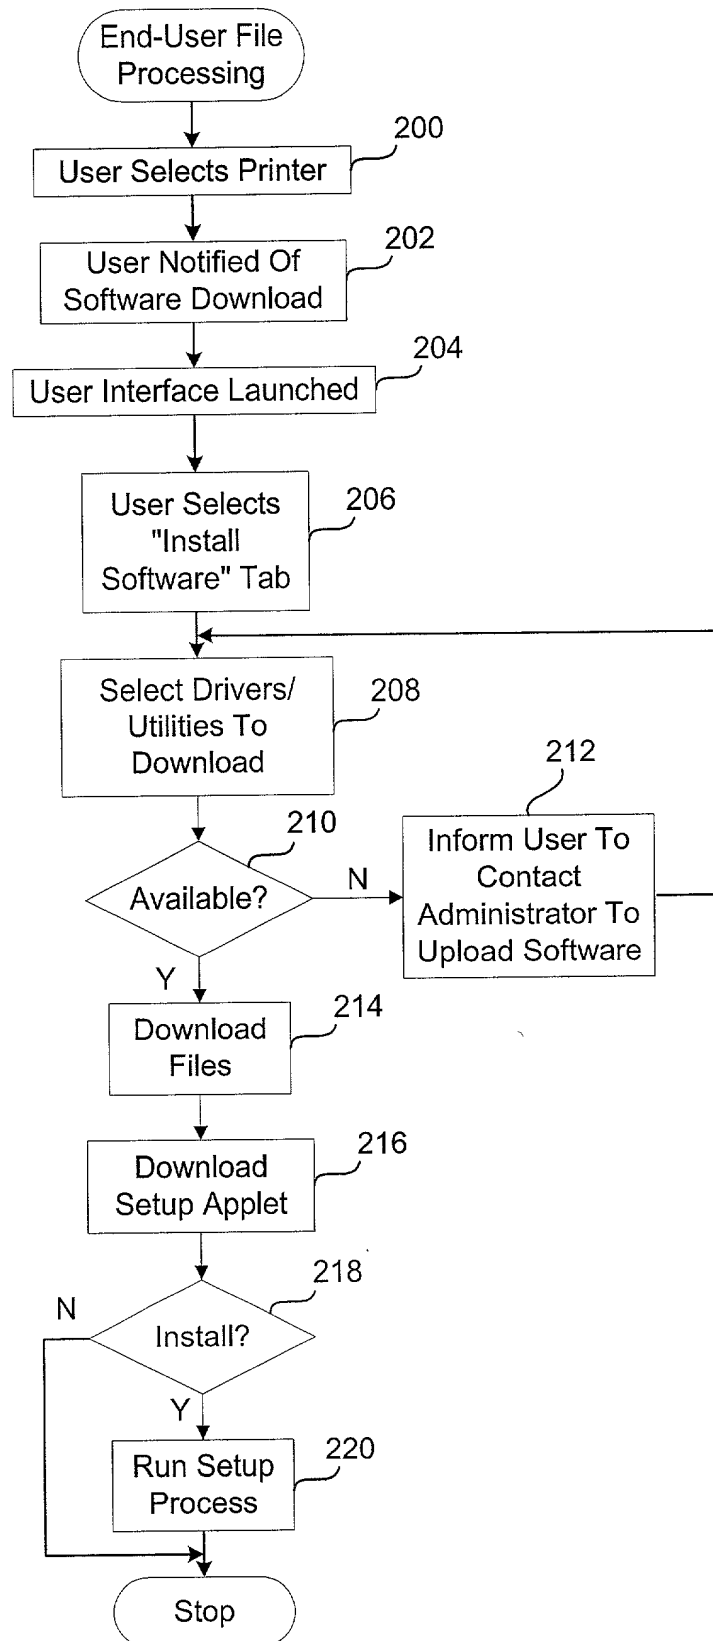 End-User File
Processing
200
User Selects Printer
202
User Notified Of
Software Download
204
User Interface Launched
206
User Selects
"Install
Software" Tab
208
Select Drivers/
Utilities To
Download
210
Available?
N
212
Inform User To
Contact
Administrator To
Upload Software
Y
214
Download
Files
216
Download
Setup Applet
218
N
Install?
Y
220
Run Setup
Process
Stop